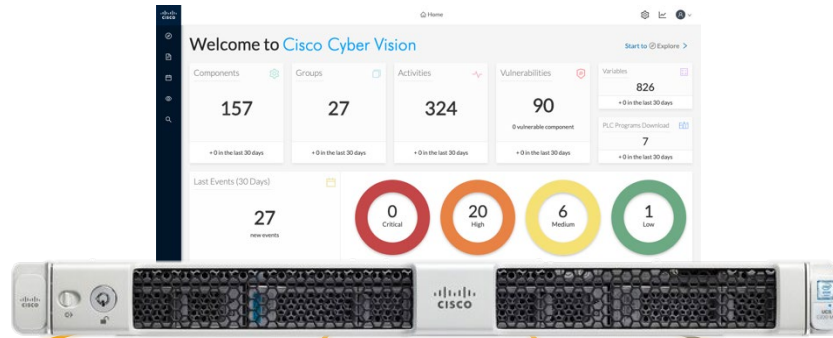 CISCO
Home
Welcome to Cisco Cyber Vision
Start to Explore >
Components
157
+ 0 in the last 30 days
Groups
27
+ 0 in the last 30 days
Activities
324
+ 0 in the last 30 days
Vulnerabilities
90
0 vulnerable component
+ 0 in the last 30 days
Variables
826
+ 0 in the last 30 days
PLC Programs Download
7
+ 0 in the last 30 days
Last Events (30 Days)
27
new events
0
Critical
20
High
6
Medium
1
Low
CISCO
CISCO